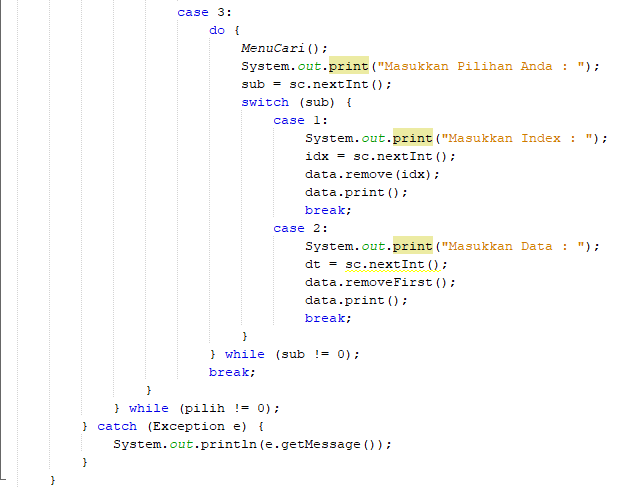 case 3:
do {
MenuCari();
System.out.print("Masukkan Pilihan Anda : ");
sub = sc.nextInt();
switch (sub) {
case 1:
System.out.print("Masukkan Index : ");
idx = sc.nextInt();
data.remove(idx);
data.print();
break;
case 2:
System.out.print("Masukkan Data : ");
dt = sc.nextInt();
data.removeFirst();
data.print();
break;
}
} while (sub != 0);
break;
}
} while (pilih != 0);
} catch (Exception e) {
System.out.println(e.getMessage());
}
}